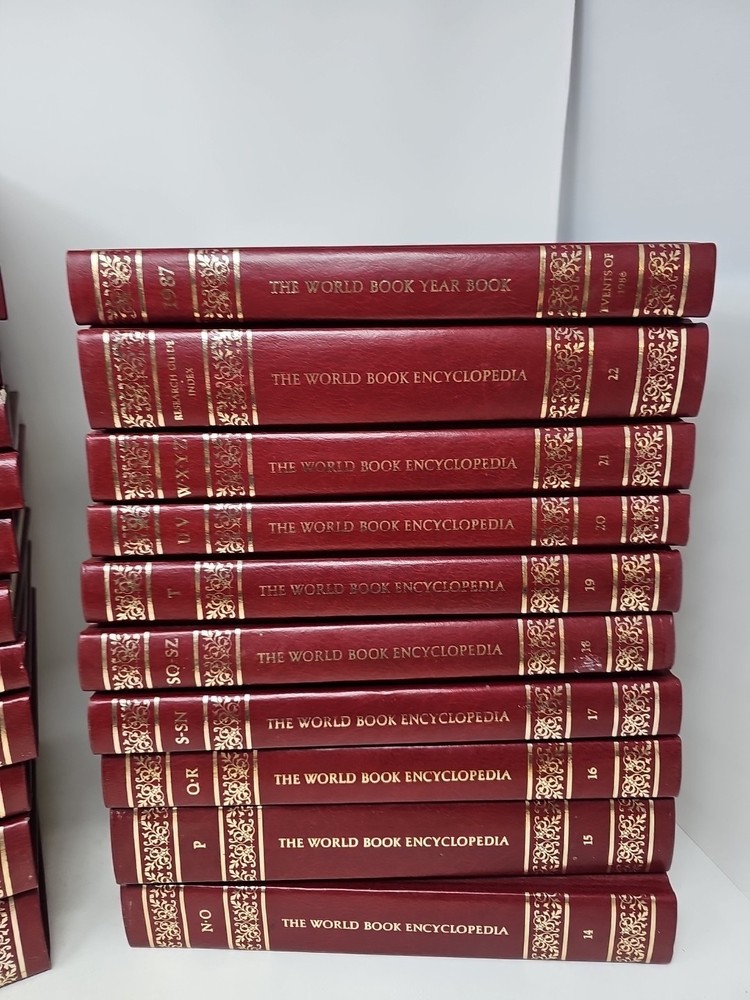 1987
THE WORLD BOOK YEAR BOOK
EVENTS OF
1986
RESEARCH GUIDE
INDEX
THE WORLD BOOK ENCYCLOPEDIA
22
W·X·Y·Z
THE WORLD BOOK ENCYCLOPEDIA
21
U·V
THE WORLD BOOK ENCYCLOPEDIA
20
T
THE WORLD BOOK ENCYCLOPEDIA
19
SO·SZ
THE WORLD BOOK ENCYCLOPEDIA
18
S·SN
THE WORLD BOOK ENCYCLOPEDIA
17
Q·R
THE WORLD BOOK ENCYCLOPEDIA
16
P
THE WORLD BOOK ENCYCLOPEDIA
15
N·O
THE WORLD BOOK ENCYCLOPEDIA
14